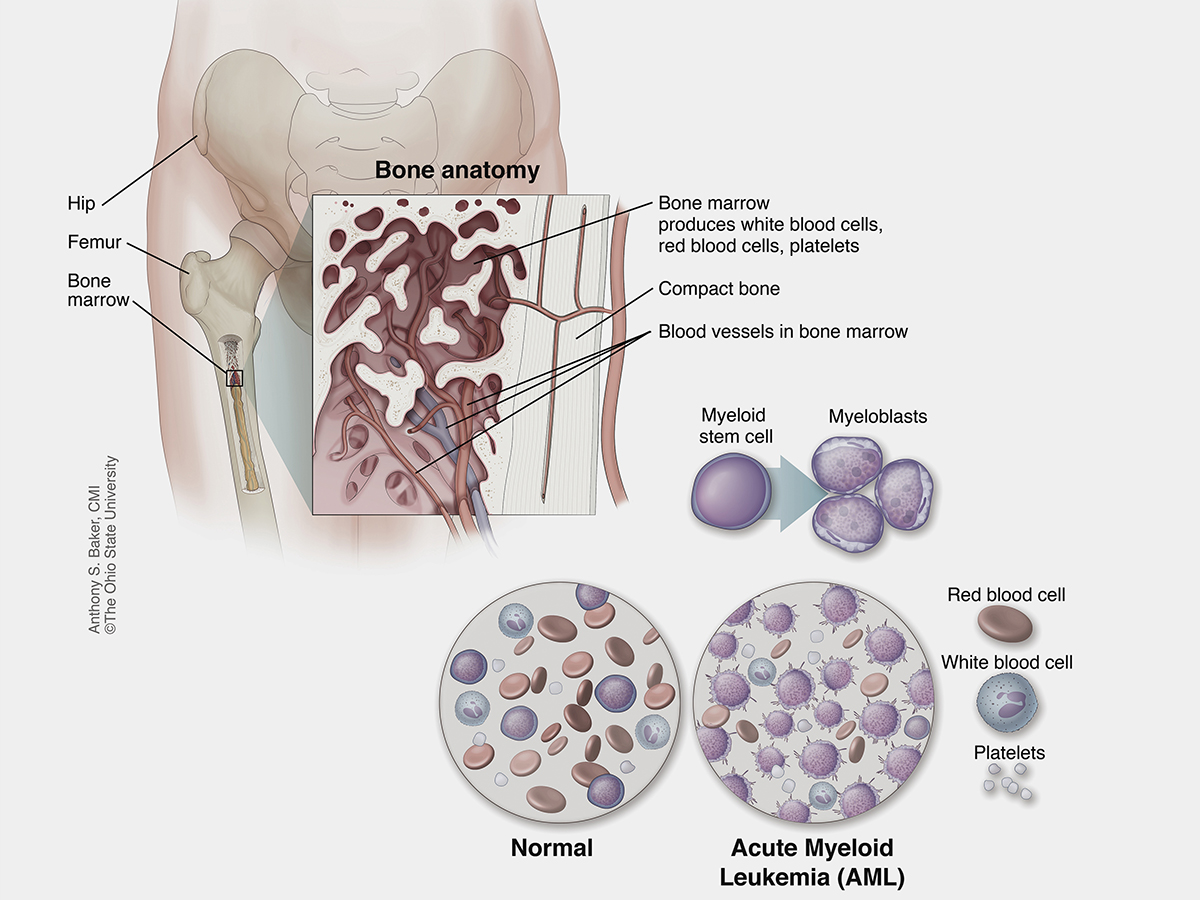 Bone anatomy
Hip
Femur
Bone
marrow
Bone marrow
produces white blood cells,
red blood cells, platelets
Compact bone
Blood vessels in bone marrow
Myeloid
stem cell
Myeloblasts
Anthony S. Baker, CMI
©The Ohio State University
Red blood cell
White blood cell
Platelets
Normal
Acute Myeloid
Leukemia (AML)